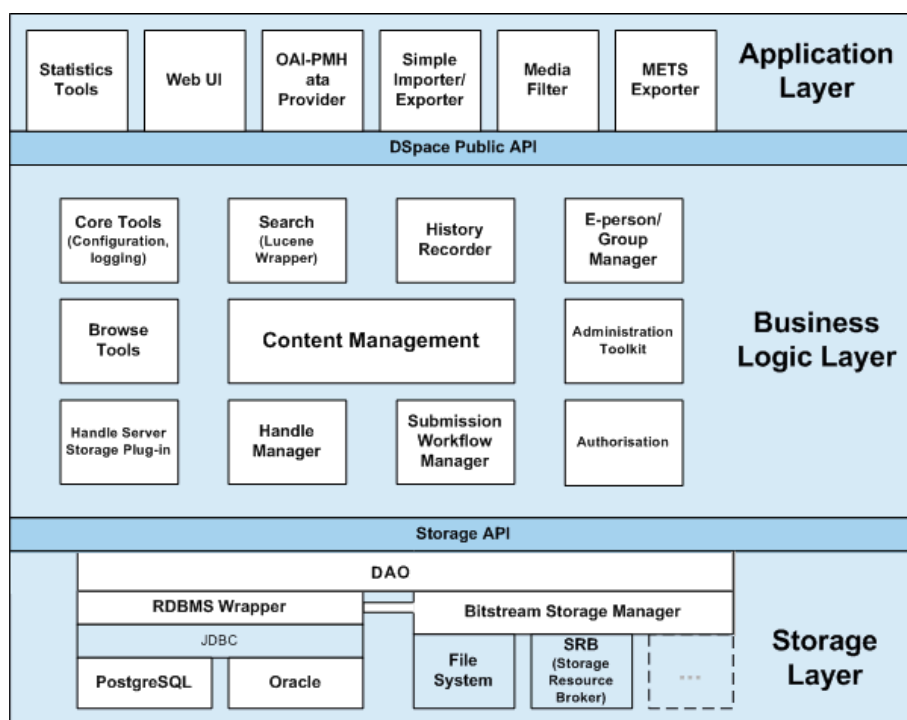 Statistics
Tools
Web UI
OAI-PMH
ata
Provider
Simple
Importer/
Exporter
Media
Filter
METS
Exporter
Application
Layer
DSpace Public API
Core Tools
(Configuration,
logging)
Search
(Lucene
Wrapper)
History
Recorder
E-person/
Group
Manager
Browse
Tools
Content Management
Administration
Toolkit
Business
Logic Layer
Handle Server
Storage Plug-in
Handle
Manager
Submission
Workflow
Manager
Authorisation
Storage API
DAO
RDBMS Wrapper
Bitstream Storage Manager
JDBC
PostgreSQL
Oracle
File
System
SRB
(Storage
Resource
Broker)
...
Storage
Layer